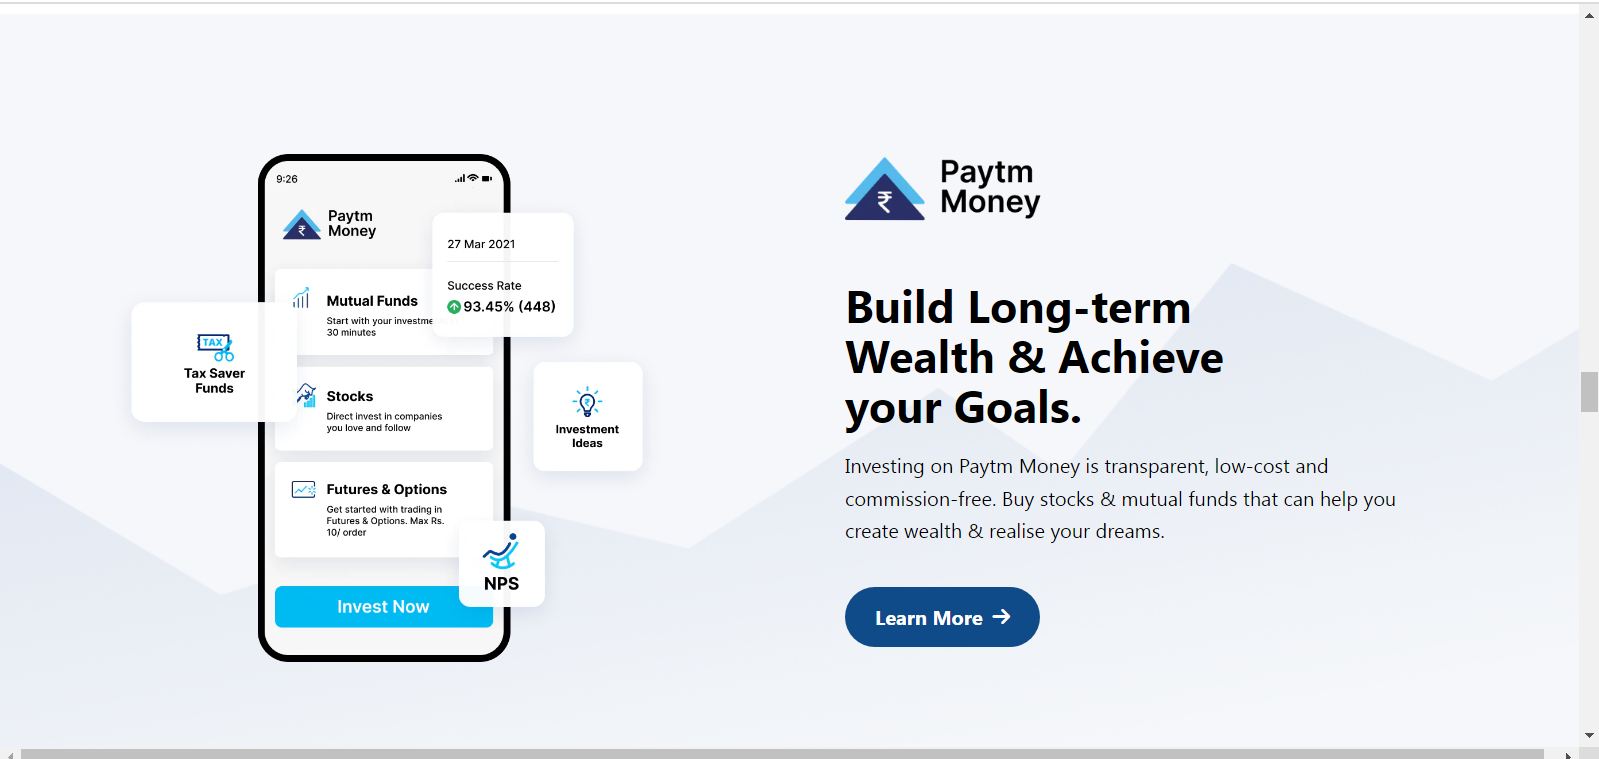 9:26
Paytm
Money
27 Mar 2021
Success Rate
93.45% (448)
Mutual Funds
Start with your
30 minutes
TAX
Tax Saver
Funds
Stocks
Direct invest in companies
you love and follow
Investment
Ideas
Futures & Options
Get started with trading in
Futures & Options. Max Rs.
10/ order
NPS
Invest Now
Paytm
Money
Build Long-term
Wealth & Achieve
your Goals.
Investing on Paytm Money is transparent, low-cost and
commission-free. Buy stocks & mutual funds that can help you
create wealth & realise your dreams.
Learn More →